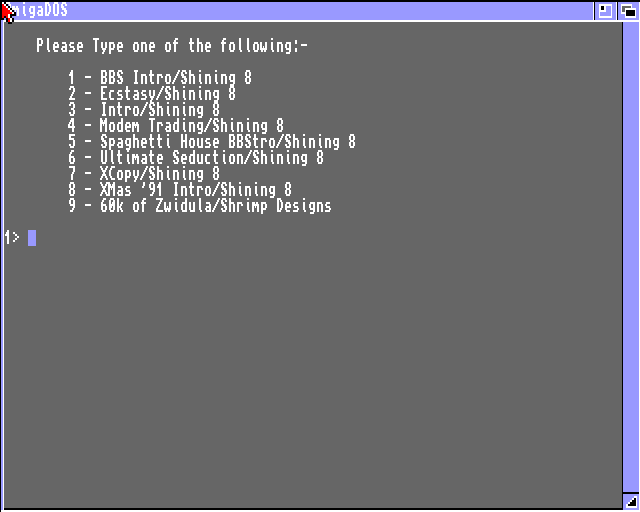 AmigaDOS
Please Type one of the following:-
1 - BBS Intro/Shining 8
2 - Ecstasy/Shining 8
3 - Intro/Shining 8
4 - Modem Trading/Shining 8
5 - Spaghetti House BBStro/Shining 8
6 - Ultimate Seduction/Shining 8
7 - XCopy/Shining 8
8 - XMas '91 Intro/Shining 8
9 - 60k of Zwidula/Shrimp Designs
1>